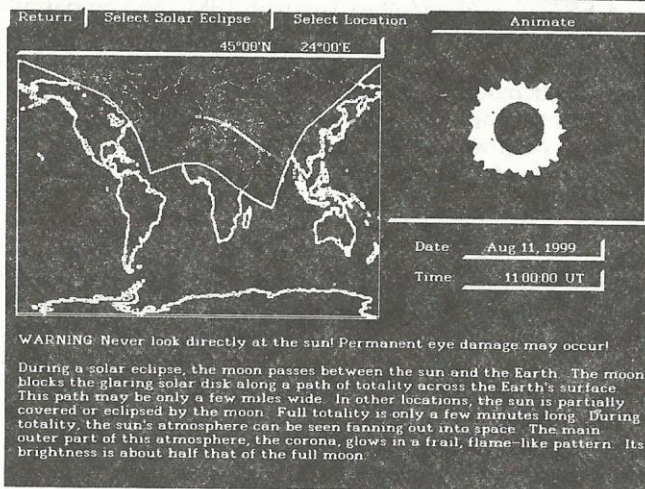 Return Select Solar Eclipse Select Location Animate
45°00'N 24°00'E
Date: Aug 11, 1999
Time: 11:00:00 UT
WARNING: Never look directly at the sun! Permanent eye damage may occur!
During a solar eclipse, the moon passes between the sun and the Earth. The moon
blocks the glaring solar disk along a path of totality across the Earth's surface.
This path may be only a few miles wide. In other locations, the sun is partially
covered or eclipsed by the moon. Full totality is only a few minutes long. During
totality, the sun's atmosphere can be seen fanning out into space. The main
outer part of this atmosphere, the corona, glows in a frail, flame-like pattern. Its
brightness is about half that of the full moon.